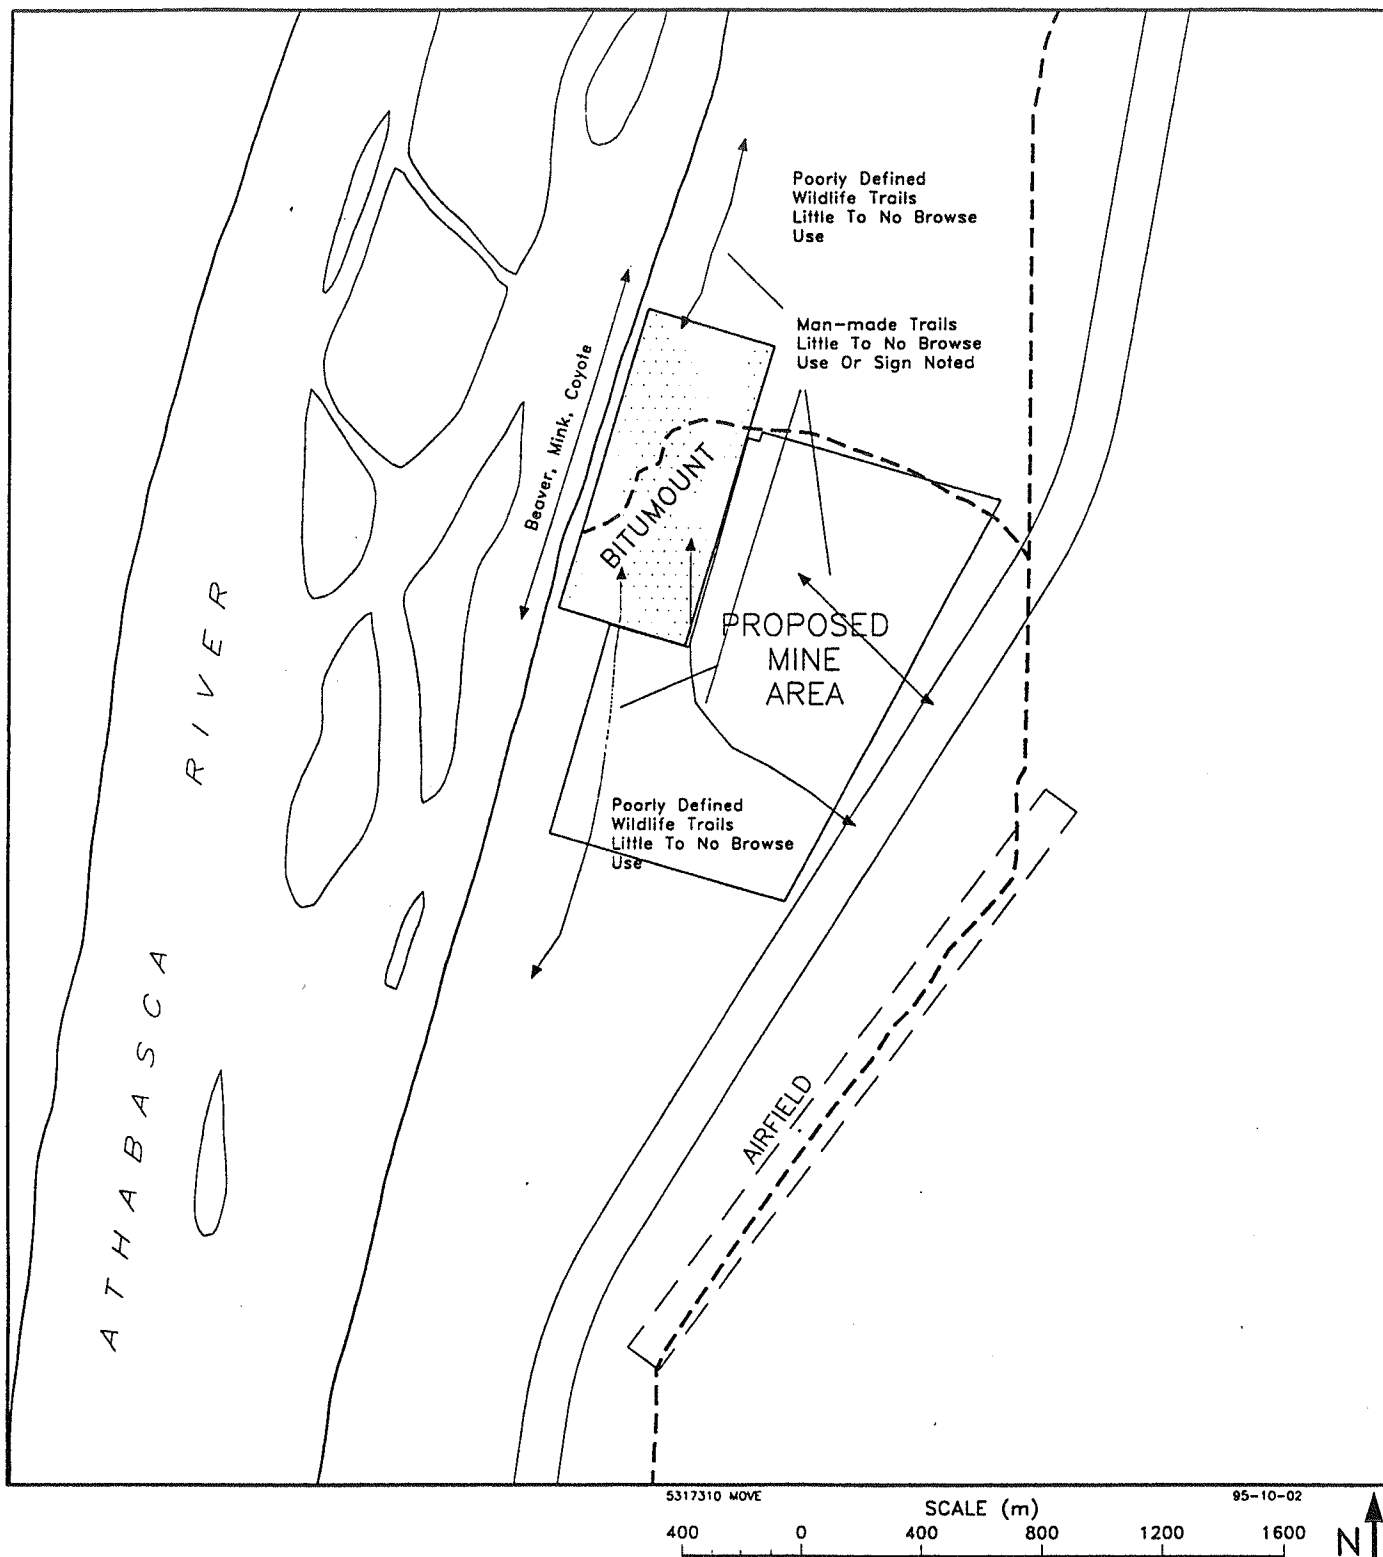 Poorly Defined
Wildlife Trails
Little To No Browse
Use
Man-made Trails
Little To No Browse
Use Or Sign Noted
Beaver, Mink, Coyote
BITUMOUNT
PROPOSED
MINE
AREA
Poorly Defined
Wildlife Trails
Little To No Browse
Use
ATHABASCA RIVER
AIRFIELD
5317310 MOVE
95-10-02
SCALE (m)
400 0 400 800 1200 1600
N